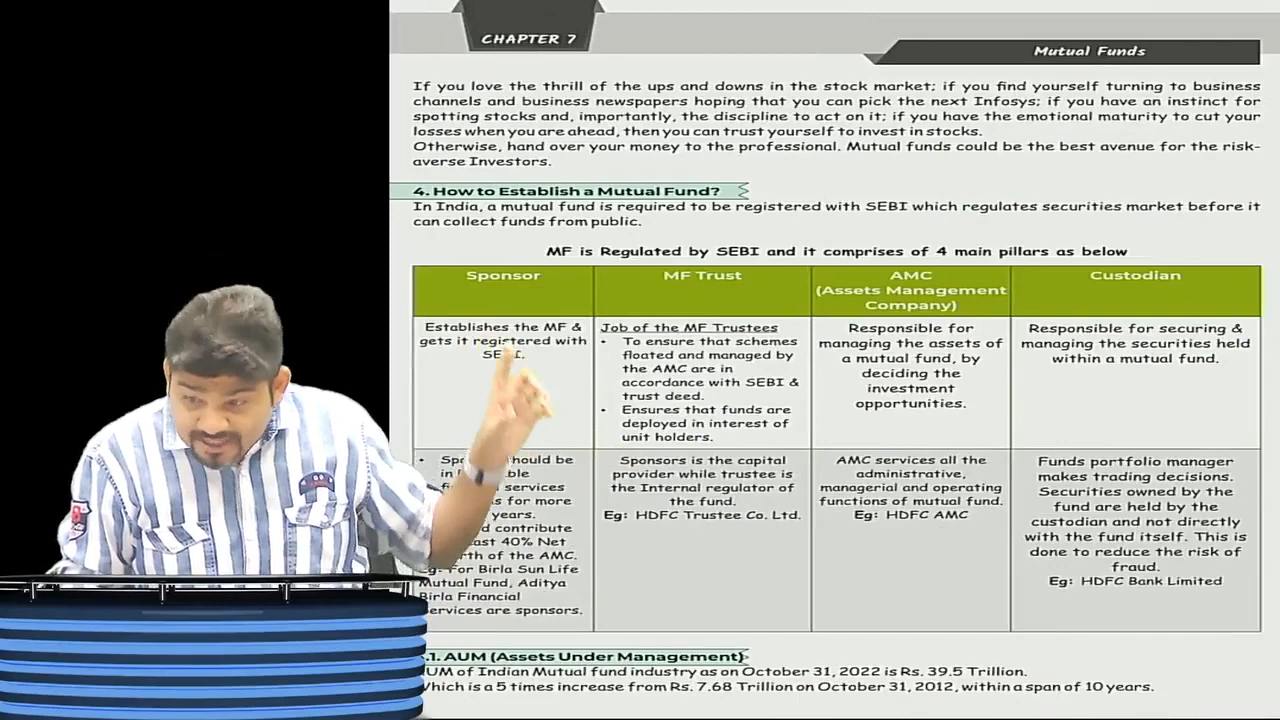 CHAPTER 7
Mutual Funds
If you love the thrill of the ups and downs in the stock market; if you find yourself turning to business
channels and business newspapers hoping that you can pick the next Infosys; if you have an instinct for
spotting stocks and, importantly, the discipline to act on it; if you have the emotional maturity to cut your
losses when you are ahead, then you can trust yourself to invest in stocks.
Otherwise, hand over your money to the professional. Mutual funds could be the best avenue for the risk-
averse Investors.
4. How to Establish a Mutual Fund?
In India, a mutual fund is required to be registered with SEBI which regulates securities market before it
can collect funds from public.
MF is Regulated by SEBI and it comprises of 4 main pillars as below
Sponsor
Establishes the MF &
gets it registered with
MF Trust
Job of the MF Trustees
• To ensure that schemes
floated and managed by
the AMC are in
accordance with SEBI &
trust deed.
• Ensures that funds are
deployed in interest of
unit holders.
AMC
(Assets Management
Company)
Responsible for
managing the assets of
a mutual fund, by
deciding the
investment
opportunities.
Custodian
Responsible for securing &
managing the securities held
within a mutual fund.
• be
in
services
for more
years.
contribute
40% Net
of the AMC.
For Birla Sun Life
Mutual Fund, Aditya
Birla Financial
services are sponsors.
Sponsors is the capital
provider while trustee is
the Internal regulator of
the fund.
Eg: HDFC Trustee Co. Ltd.
AMC services all the
administrative,
managerial and operating
functions of mutual fund.
Eg: HDFC AMC
Funds portfolio manager
makes trading decisions.
Securities owned by the
fund are held by the
custodian and not directly
with the fund itself. This is
done to reduce the risk of
fraud.
Eg: HDFC Bank Limited
.1. AUM (Assets Under Management)
of Indian Mutual fund industry as on October 31, 2022 is Rs. 39.5 Trillion.
is a 5 times increase from Rs. 7.68 Trillion on October 31, 2012, within a span of 10 years.